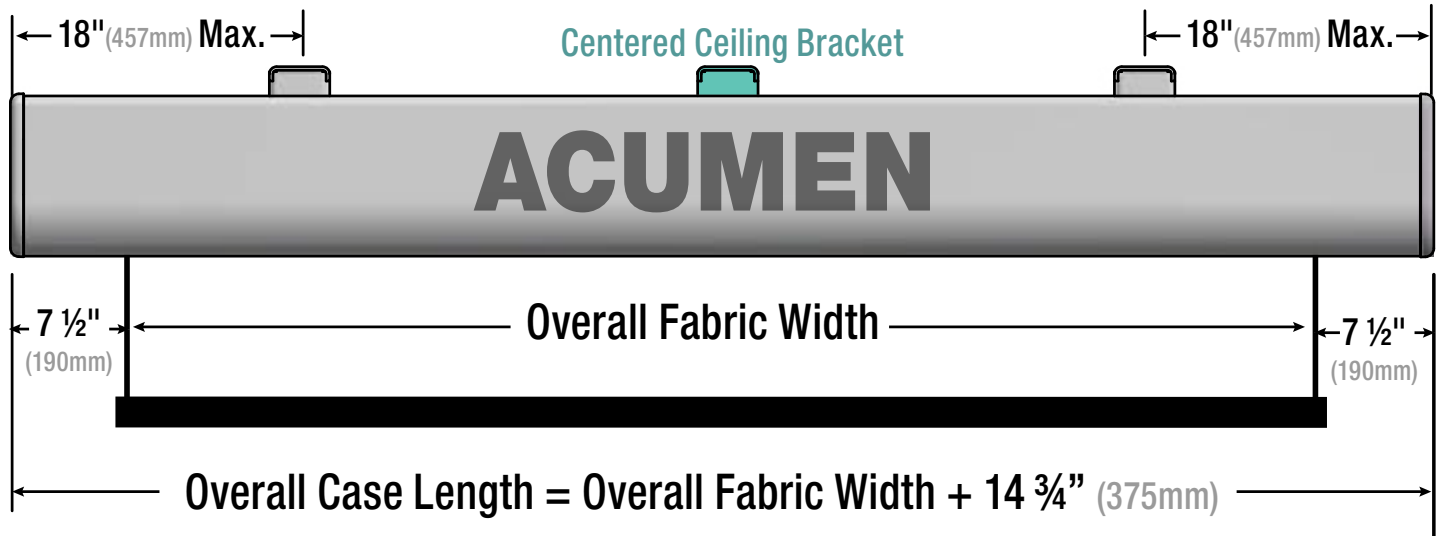 18"(457mm) Max.
Centered Ceiling Bracket
18"(457mm) Max.
ACUMEN
7 ½"
(190mm)
Overall Fabric Width
7 ½"
(190mm)
Overall Case Length = Overall Fabric Width + 14 ¾” (375mm)